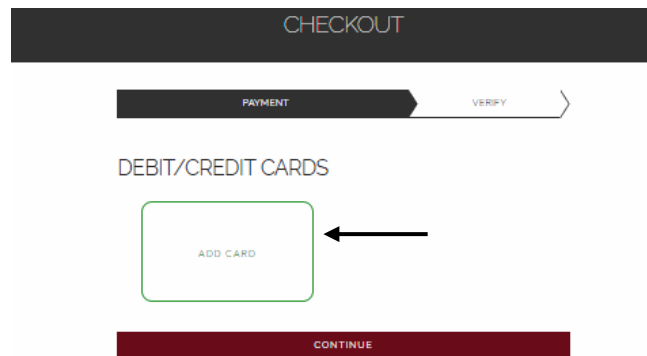 CHECKOUT
PAYMENT VERIFY
DEBIT/CREDIT CARDS
ADD CARD
CONTINUE